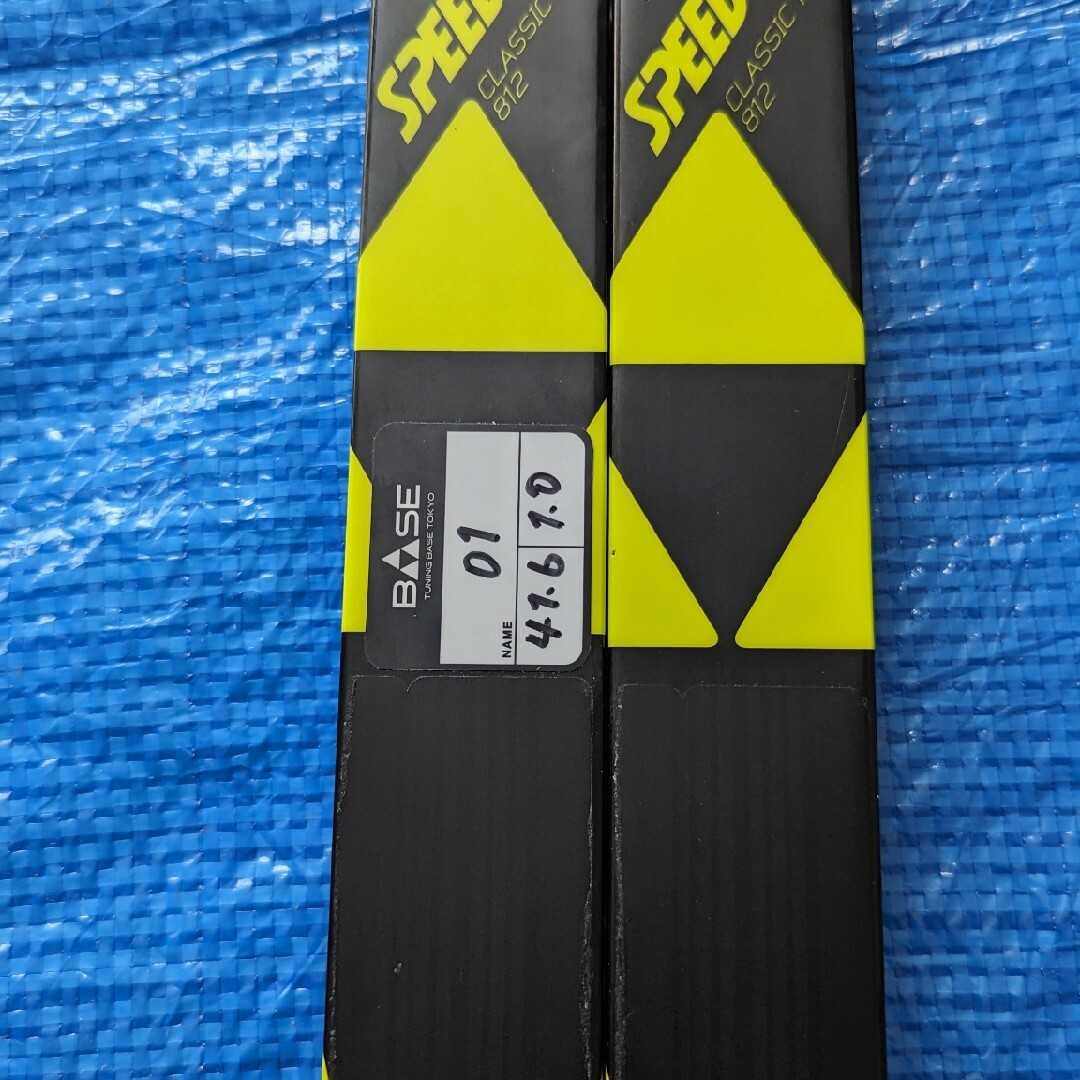 SPEED
CLASSIC
812
SPEED
CLASSIC
812
BASE
TUNING BASE TOKYO
01
NAME
41.6 1.0